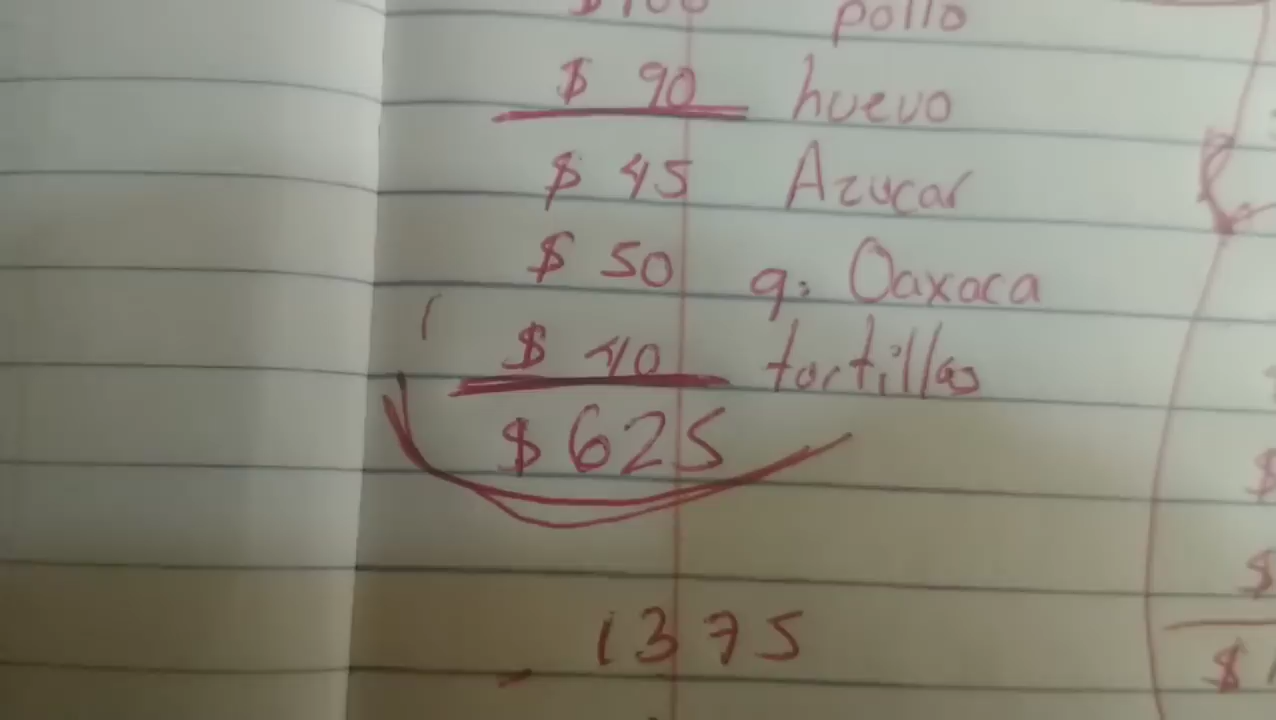 pollo
$ 90 huevo
$ 45 Azucar
$ 50 q. Oaxaca
$ 40 tortillas
$ 625
1375
$
$
$